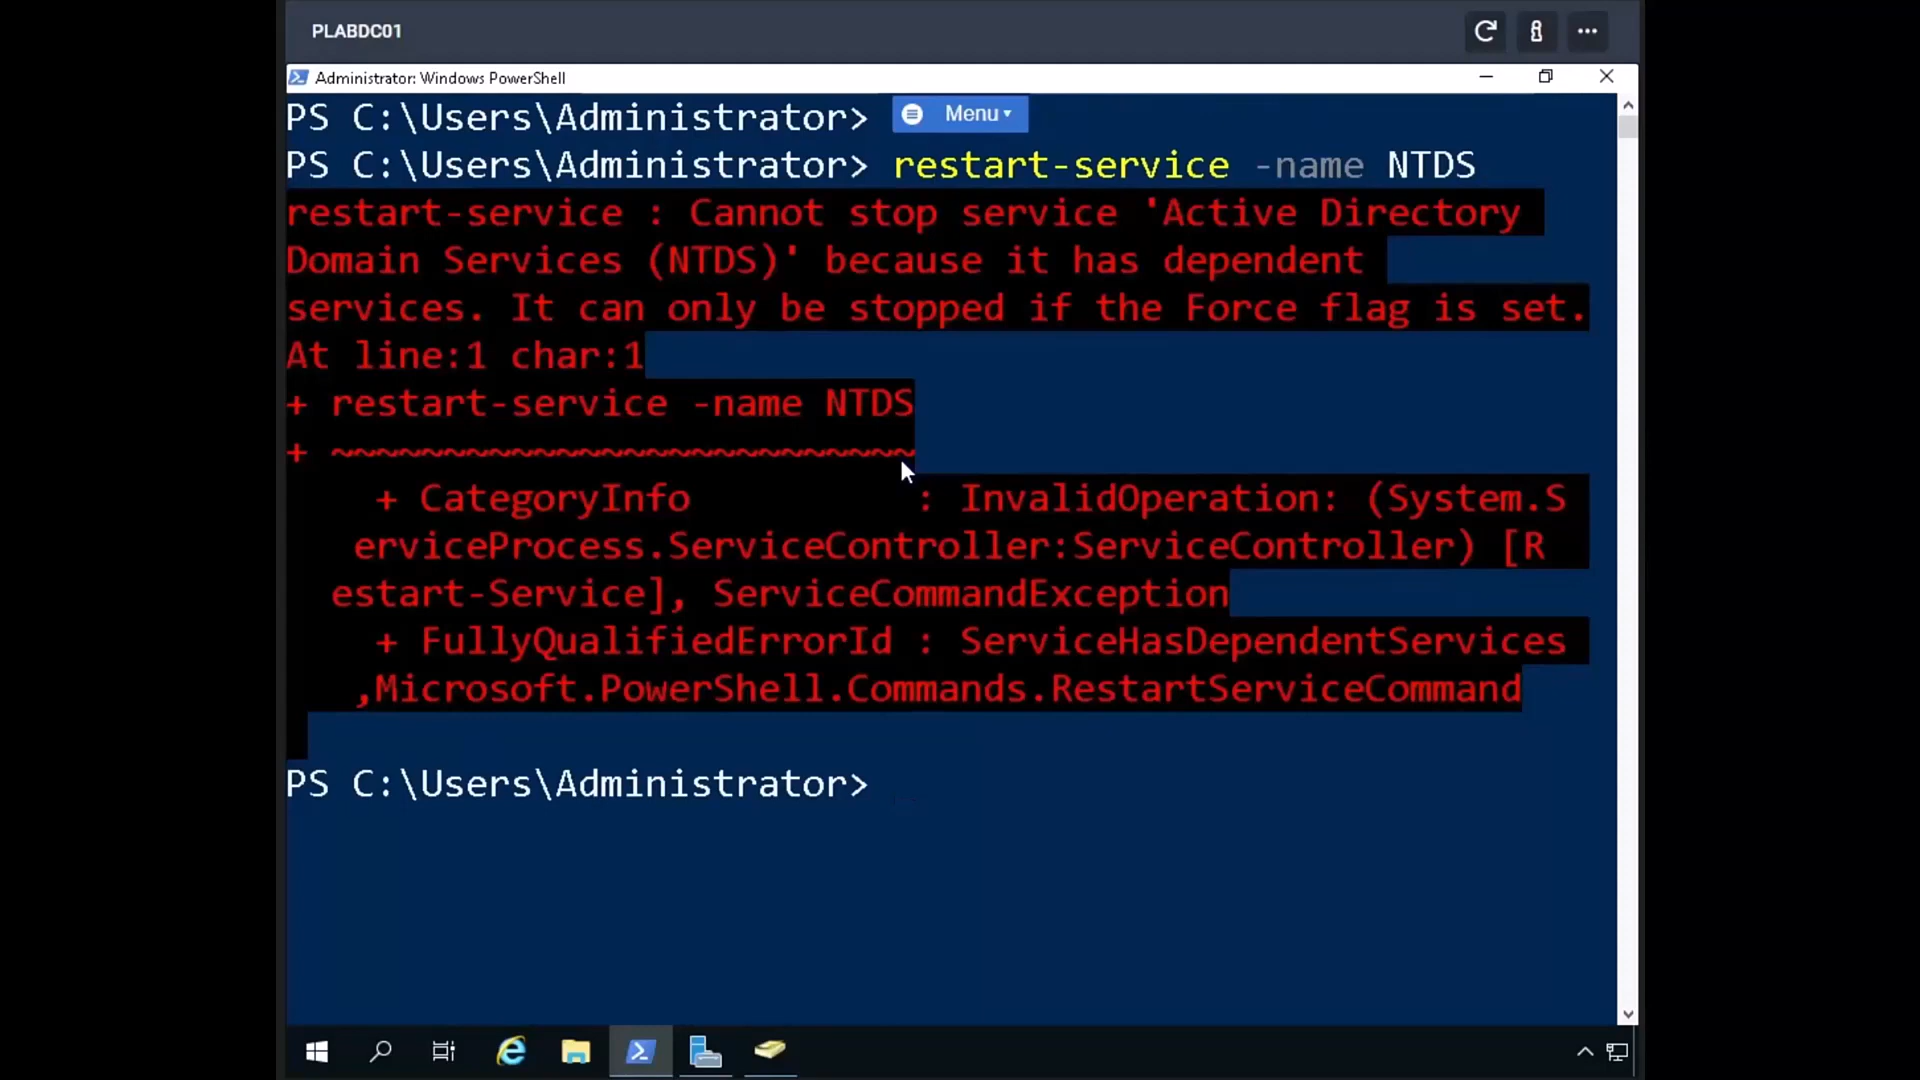 PLABDC01
Administrator: Windows PowerShell
PS C:\Users\Administrator>
Menu
PS C:\Users\Administrator> restart-service -name NTDS
restart-service : Cannot stop service 'Active Directory
Domain Services (NTDS)' because it has dependent
services. It can only be stopped if the Force flag is set.
At line:1 char:1
+ restart-service -name NTDS
+ ~~~~~~~~~~~~~~~~~~~~~~~~~~
+ CategoryInfo          : InvalidOperation: (System.S
erviceProcess.ServiceController:ServiceController) [R
estart-Service], ServiceCommandException
+ FullyQualifiedErrorId : ServiceHasDependentServices
,Microsoft.PowerShell.Commands.RestartServiceCommand
PS C:\Users\Administrator>